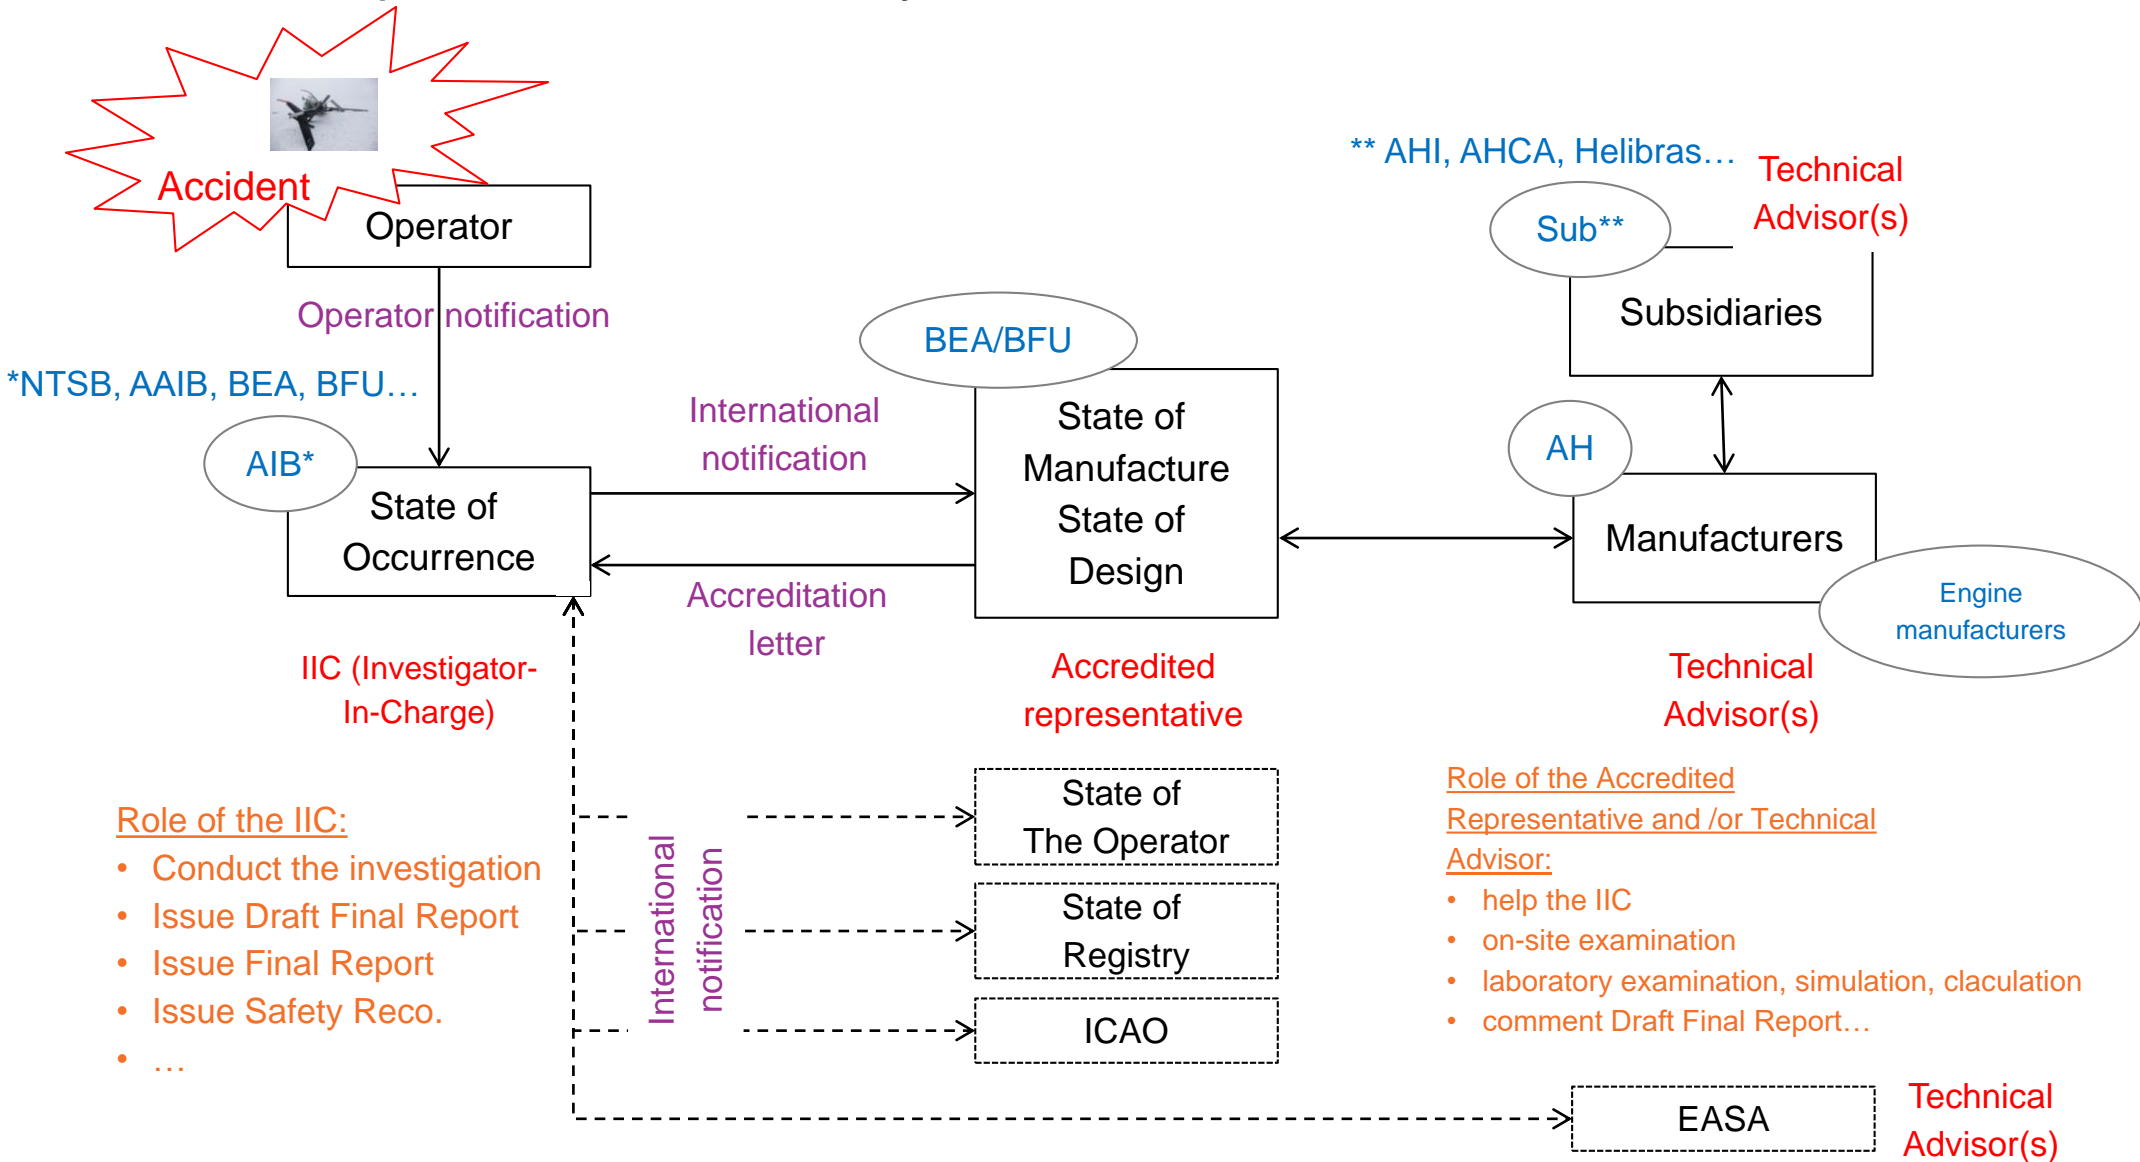 Accident
Operator
Operator notification
*NTSB, AAIB, BEA, BFU…
AIB*
State of
Occurrence
IIC (Investigator-
In-Charge)
International
notification
Accreditation
letter
BEA/BFU
State of
Manufacture
State of
Design
Accredited
representative
** AHI, AHCA, Helibras…
Technical
Advisor(s)
Sub**
Subsidiaries
AH
Manufacturers
Engine
manufacturers
Technical
Advisor(s)
Role of the IIC:
• Conduct the investigation
• Issue Draft Final Report
• Issue Final Report
• Issue Safety Reco.
• …
International
notification
State of
The Operator
State of
Registry
ICAO
Role of the Accredited
Representative and /or Technical
Advisor:
• help the IIC
• on-site examination
• laboratory examination, simulation, claculation
• comment Draft Final Report…
EASA
Technical
Advisor(s)